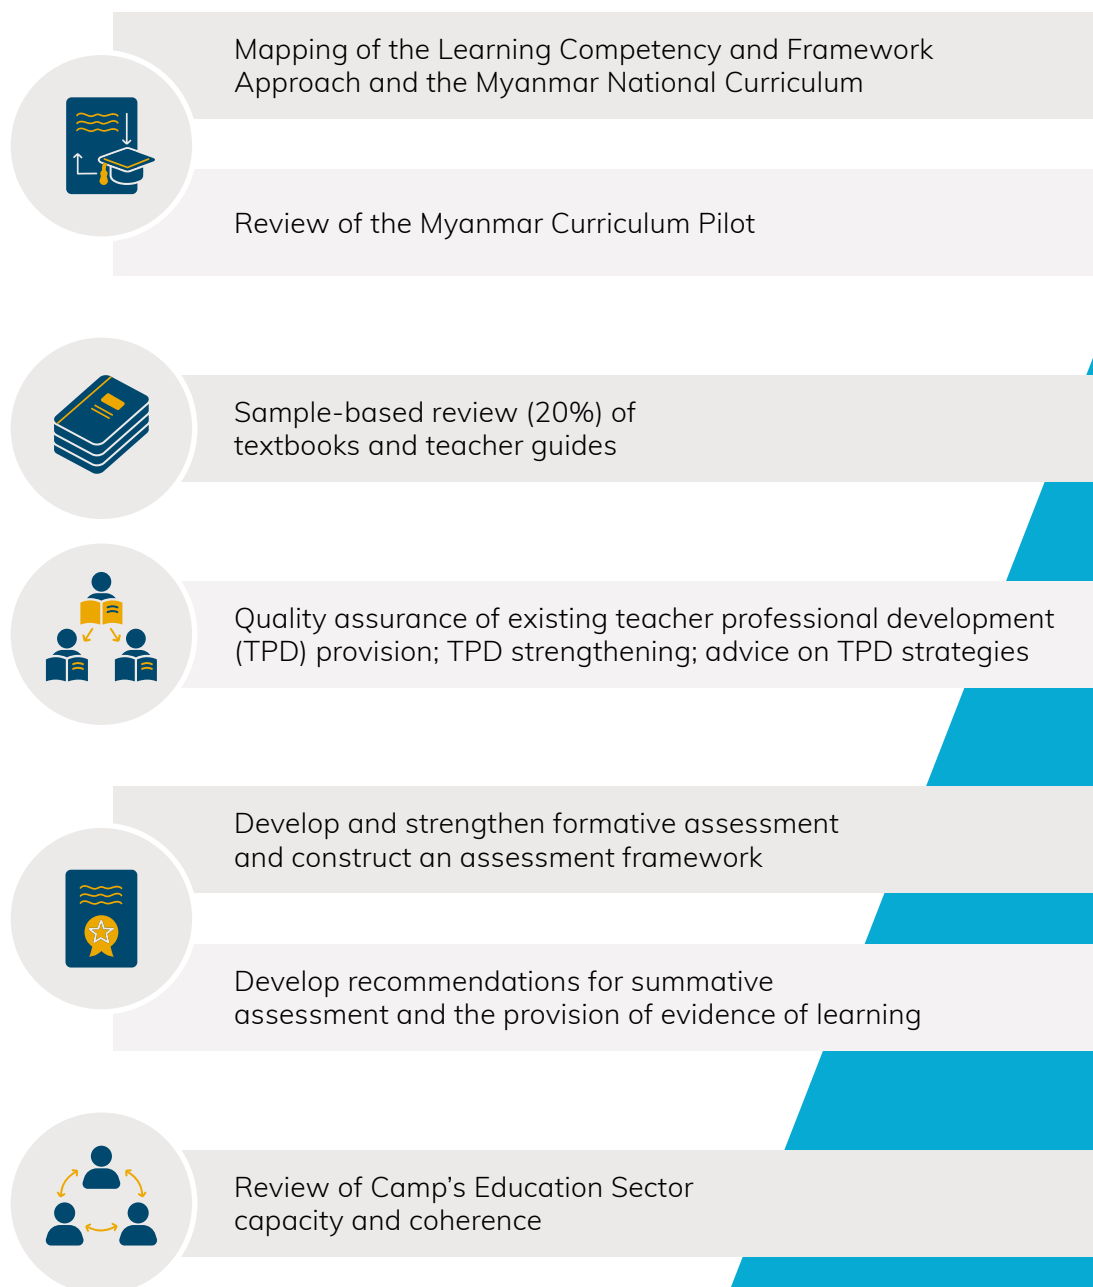 Mapping of the Learning Competency and Framework
Approach and the Myanmar National Curriculum
Review of the Myanmar Curriculum Pilot
Sample-based review (20%) of
textbooks and teacher guides
Quality assurance of existing teacher professional development
(TPD) provision; TPD strengthening; advice on TPD strategies
Develop and strengthen formative assessment
and construct an assessment framework
Develop recommendations for summative
assessment and the provision of evidence of learning
Review of Camp’s Education Sector
capacity and coherence